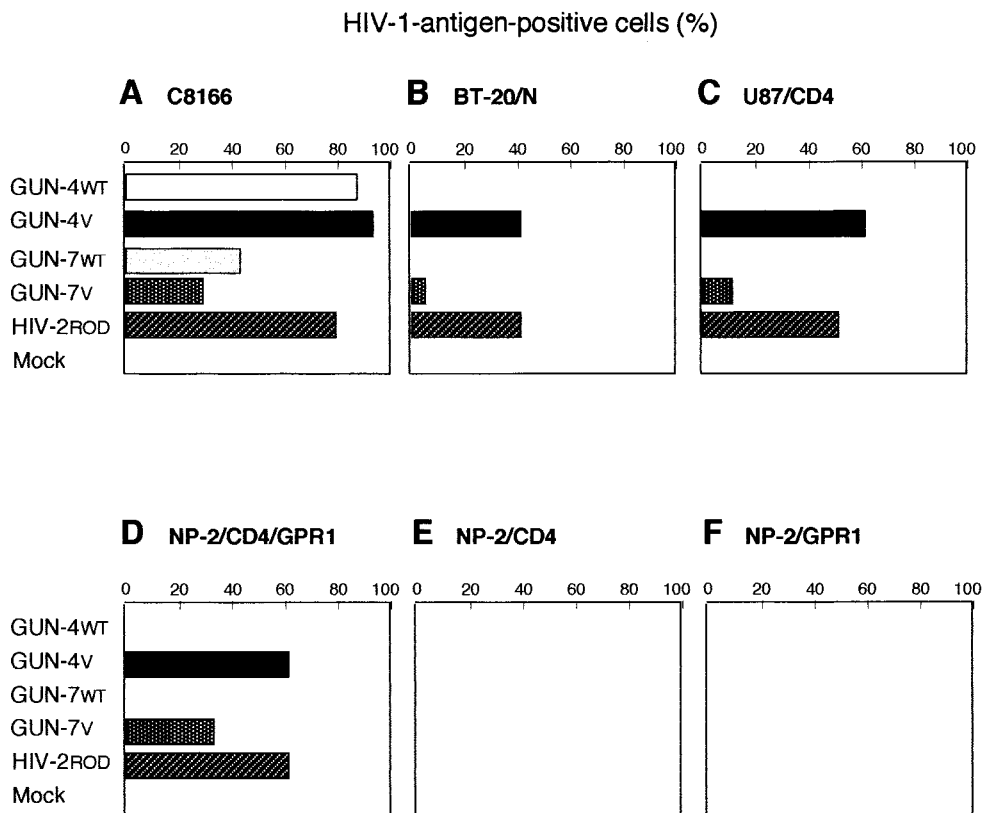 HIV-1-antigen-positive cells (%)
A C8166
B BT-20/N
C U87/CD4
0 20 40 60 80 100
0 20 40 60 80 100
0 20 40 60 80 100
GUN-4WT
GUN-4V
GUN-7WT
GUN-7V
HIV-2ROD
Mock
D NP-2/CD4/GPR1
E NP-2/CD4
F NP-2/GPR1
0 20 40 60 80 100
0 20 40 60 80 100
0 20 40 60 80 100
GUN-4WT
GUN-4V
GUN-7WT
GUN-7V
HIV-2ROD
Mock